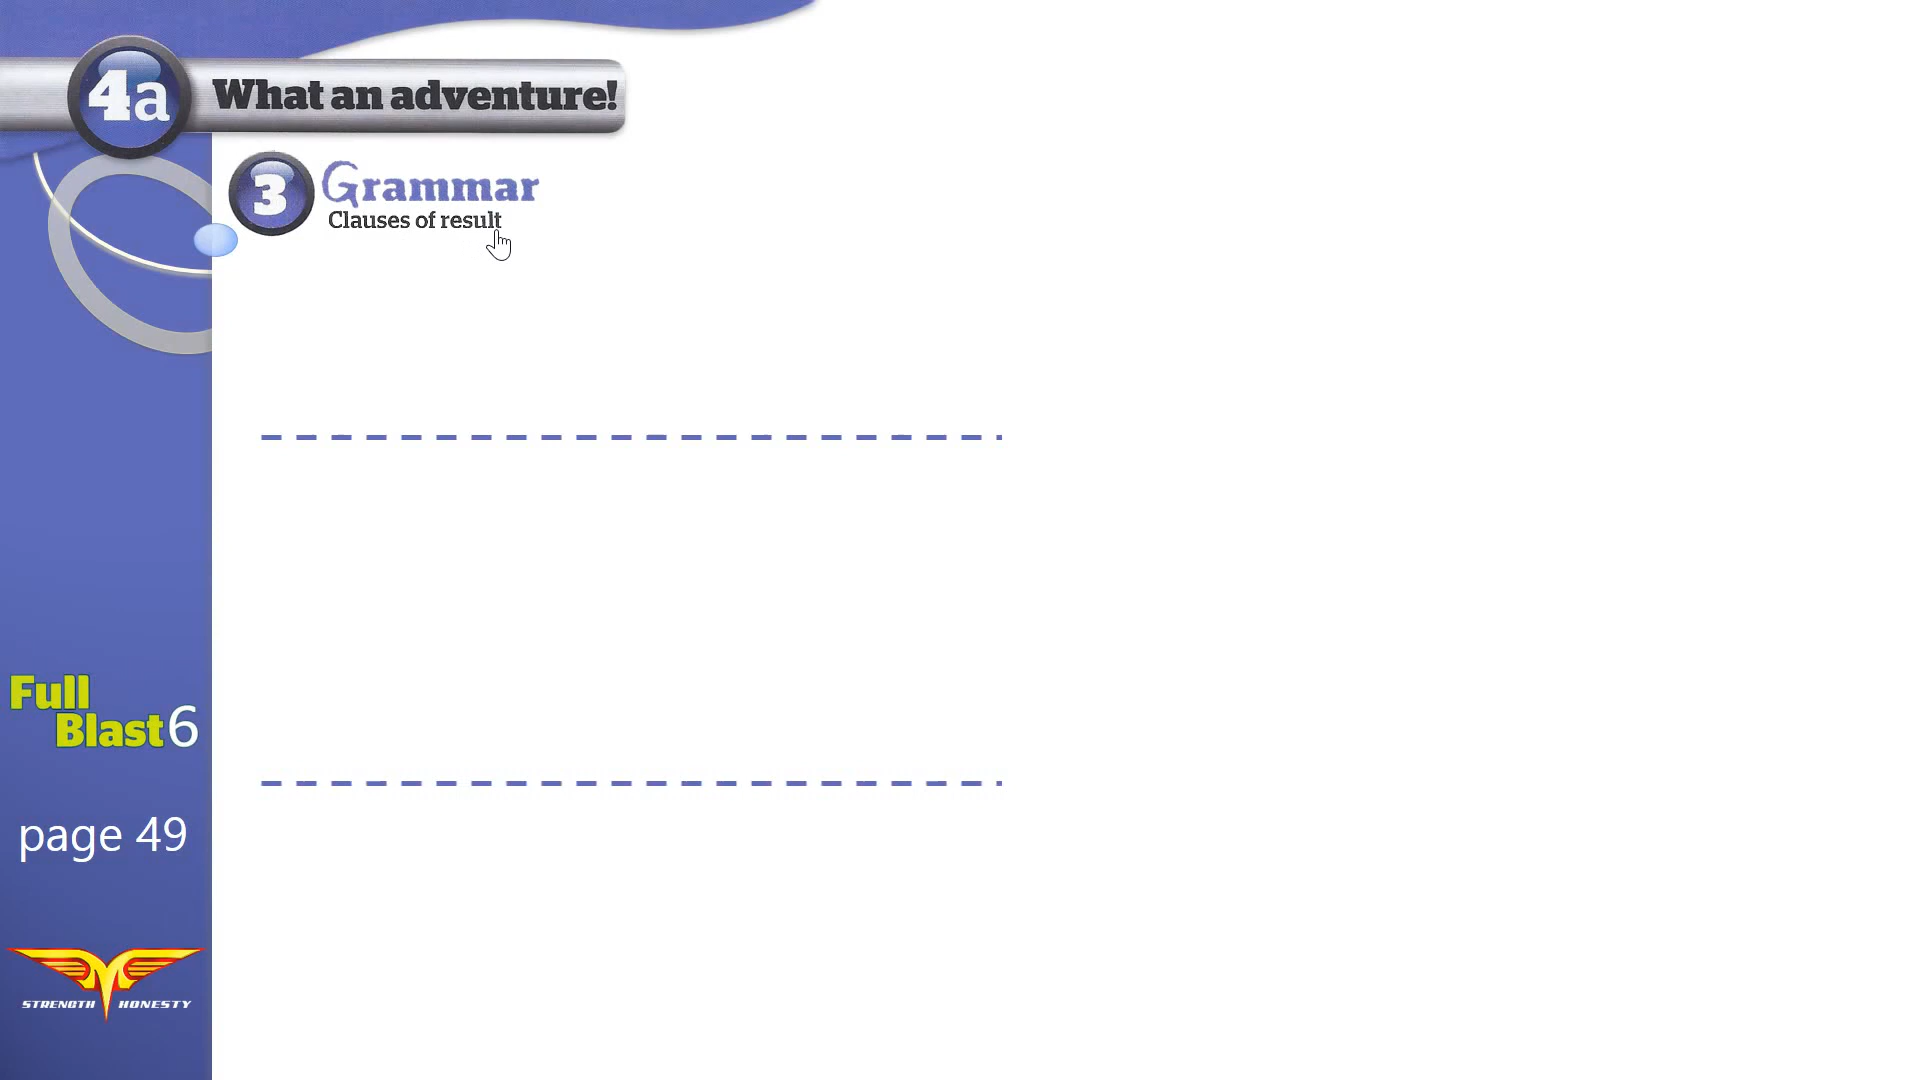 4a What an adventure!
3 Grammar
Clauses of result
Full
Blast 6
page 49
STRENGTH HONESTY